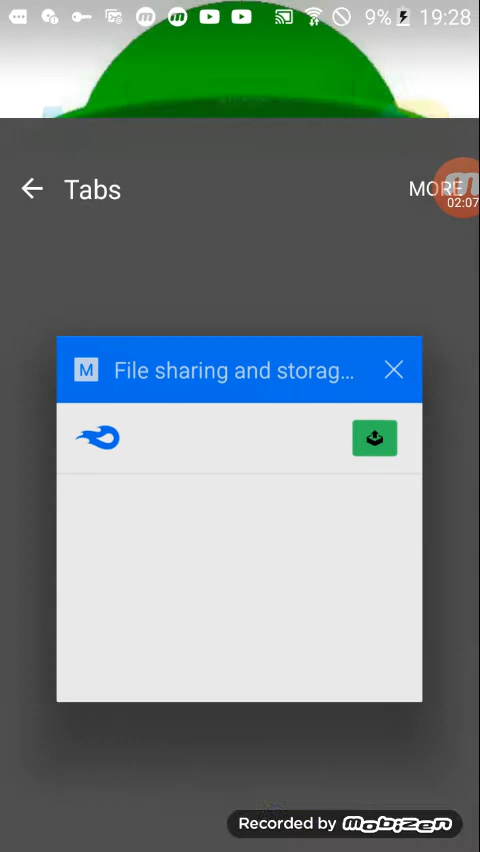 9% 19:28
Tabs
MORE
02:07
M File sharing and storag...
Recorded by mobizen